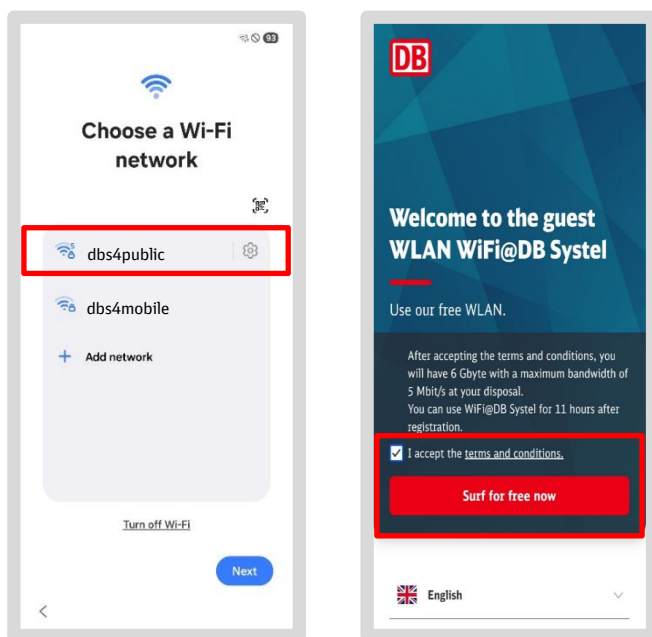 93
Choose a Wi-Fi
network
dbs4public
dbs4mobile
Add network
Turn off Wi-Fi
Next
DB
Welcome to the guest
WLAN WiFi@DB Systel
Use our free WLAN.
After accepting the terms and conditions, you
will have 6 Gbyte with a maximum bandwidth of
5 Mbit/s at your disposal.
You can use WiFi@DB Systel for 11 hours after
registration.
I accept the terms and conditions.
Surf for free now
English